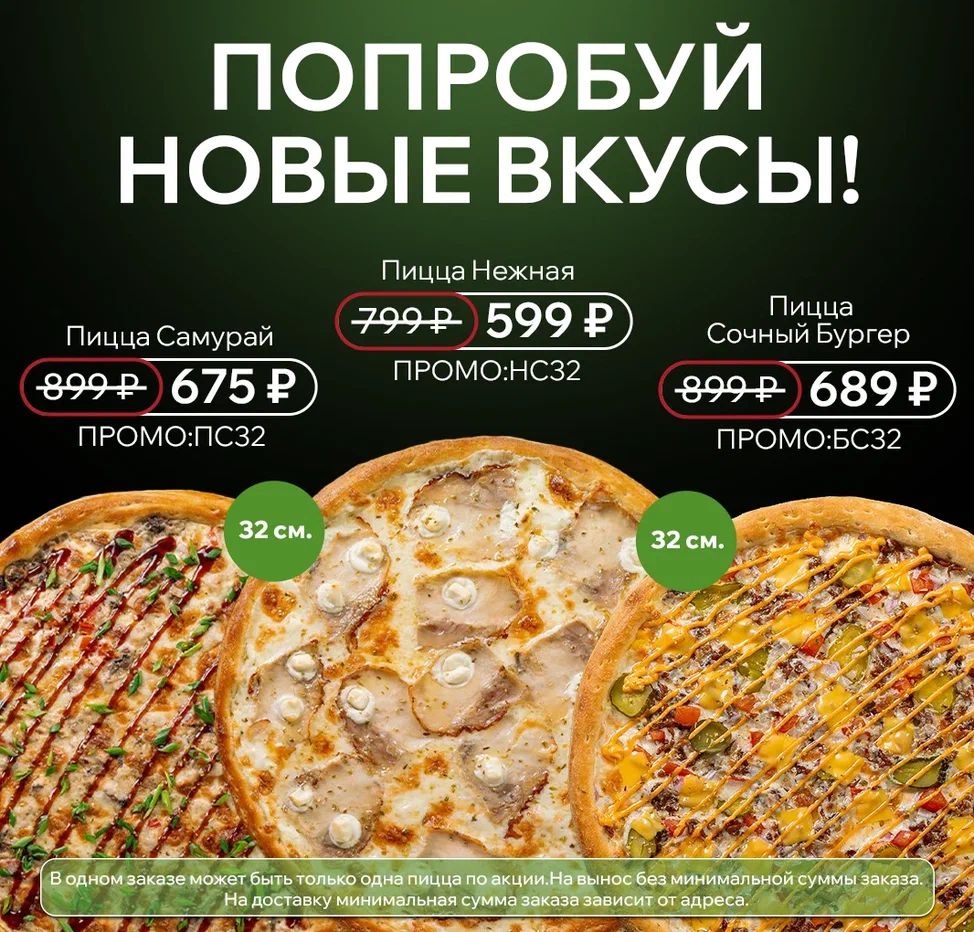 ПОПРОБУЙ
НОВЫЕ ВКУСЫ!
Пицца Нежная
799 ₽ 599 ₽
ПРОМО:НС32
Пицца Самурай
899 ₽ 675 ₽
ПРОМО:ПС32
Пицца
Сочный Бургер
899 ₽ 689 ₽
ПРОМО:БС32
32 см.
32 см.
В одном заказе может быть только одна пицца по акции.На вынос без минимальной суммы заказа.
На доставку минимальная сумма заказа зависит от адреса.